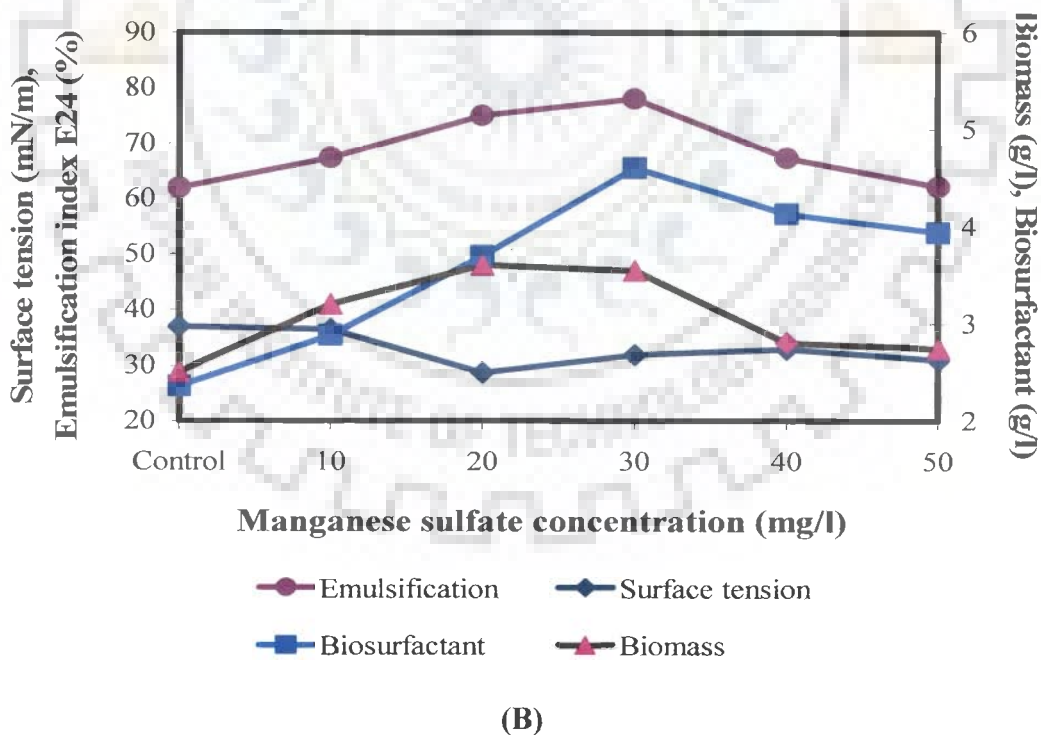 Surface tension (mN/m),
Emulsification index E24 (%)
90
80
70
60
50
40
30
20
6
5
4
3
2
Biomass (g/l), Biosurfactant (g/l)
Control 10 20 30 40 50
Manganese sulfate concentration (mg/l)
Emulsification Surface tension
Biosurfactant Biomass
(B)